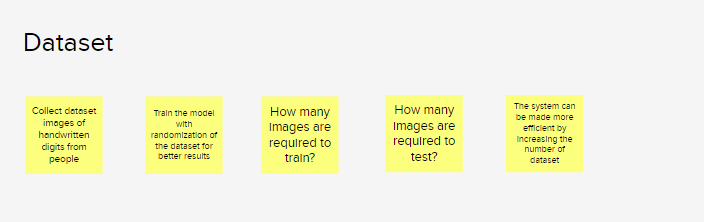 Dataset
Collect dataset
images of
handwritten
digits from
people
Train the model
with
randomization of
the dataset for
better results
How many
images are
required to
train?
How many
images are
required to
test?
The system can
be made more
efficient by
increasing the
number of
dataset